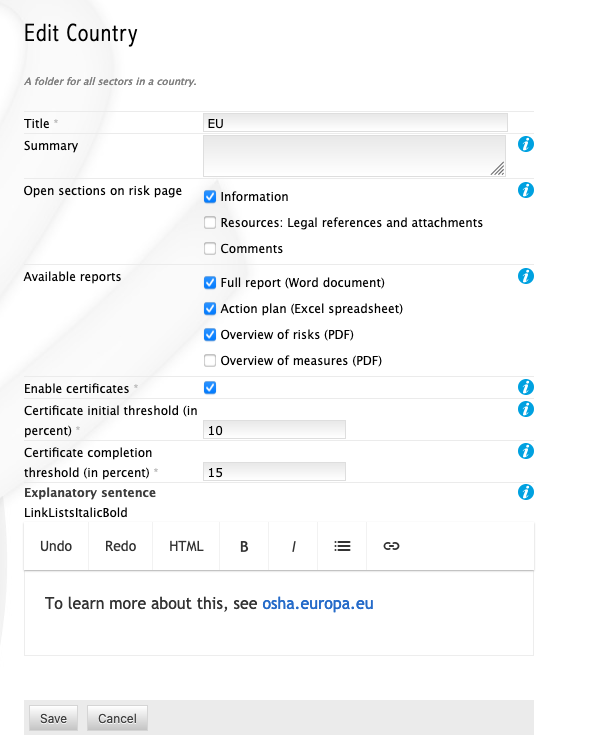 Edit Country
A folder for all sectors in a country.
Title *
EU
Summary
Open sections on risk page
Information
Resources: Legal references and attachments
Comments
Available reports
Full report (Word document)
Action plan (Excel spreadsheet)
Overview of risks (PDF)
Overview of measures (PDF)
Enable certificates *
Certificate initial threshold (in
percent) *
10
Certificate completion
threshold (in percent) *
15
Explanatory sentence
LinkListsItalicBold
Undo Redo HTML B I
To learn more about this, see osha.europa.eu
Save Cancel